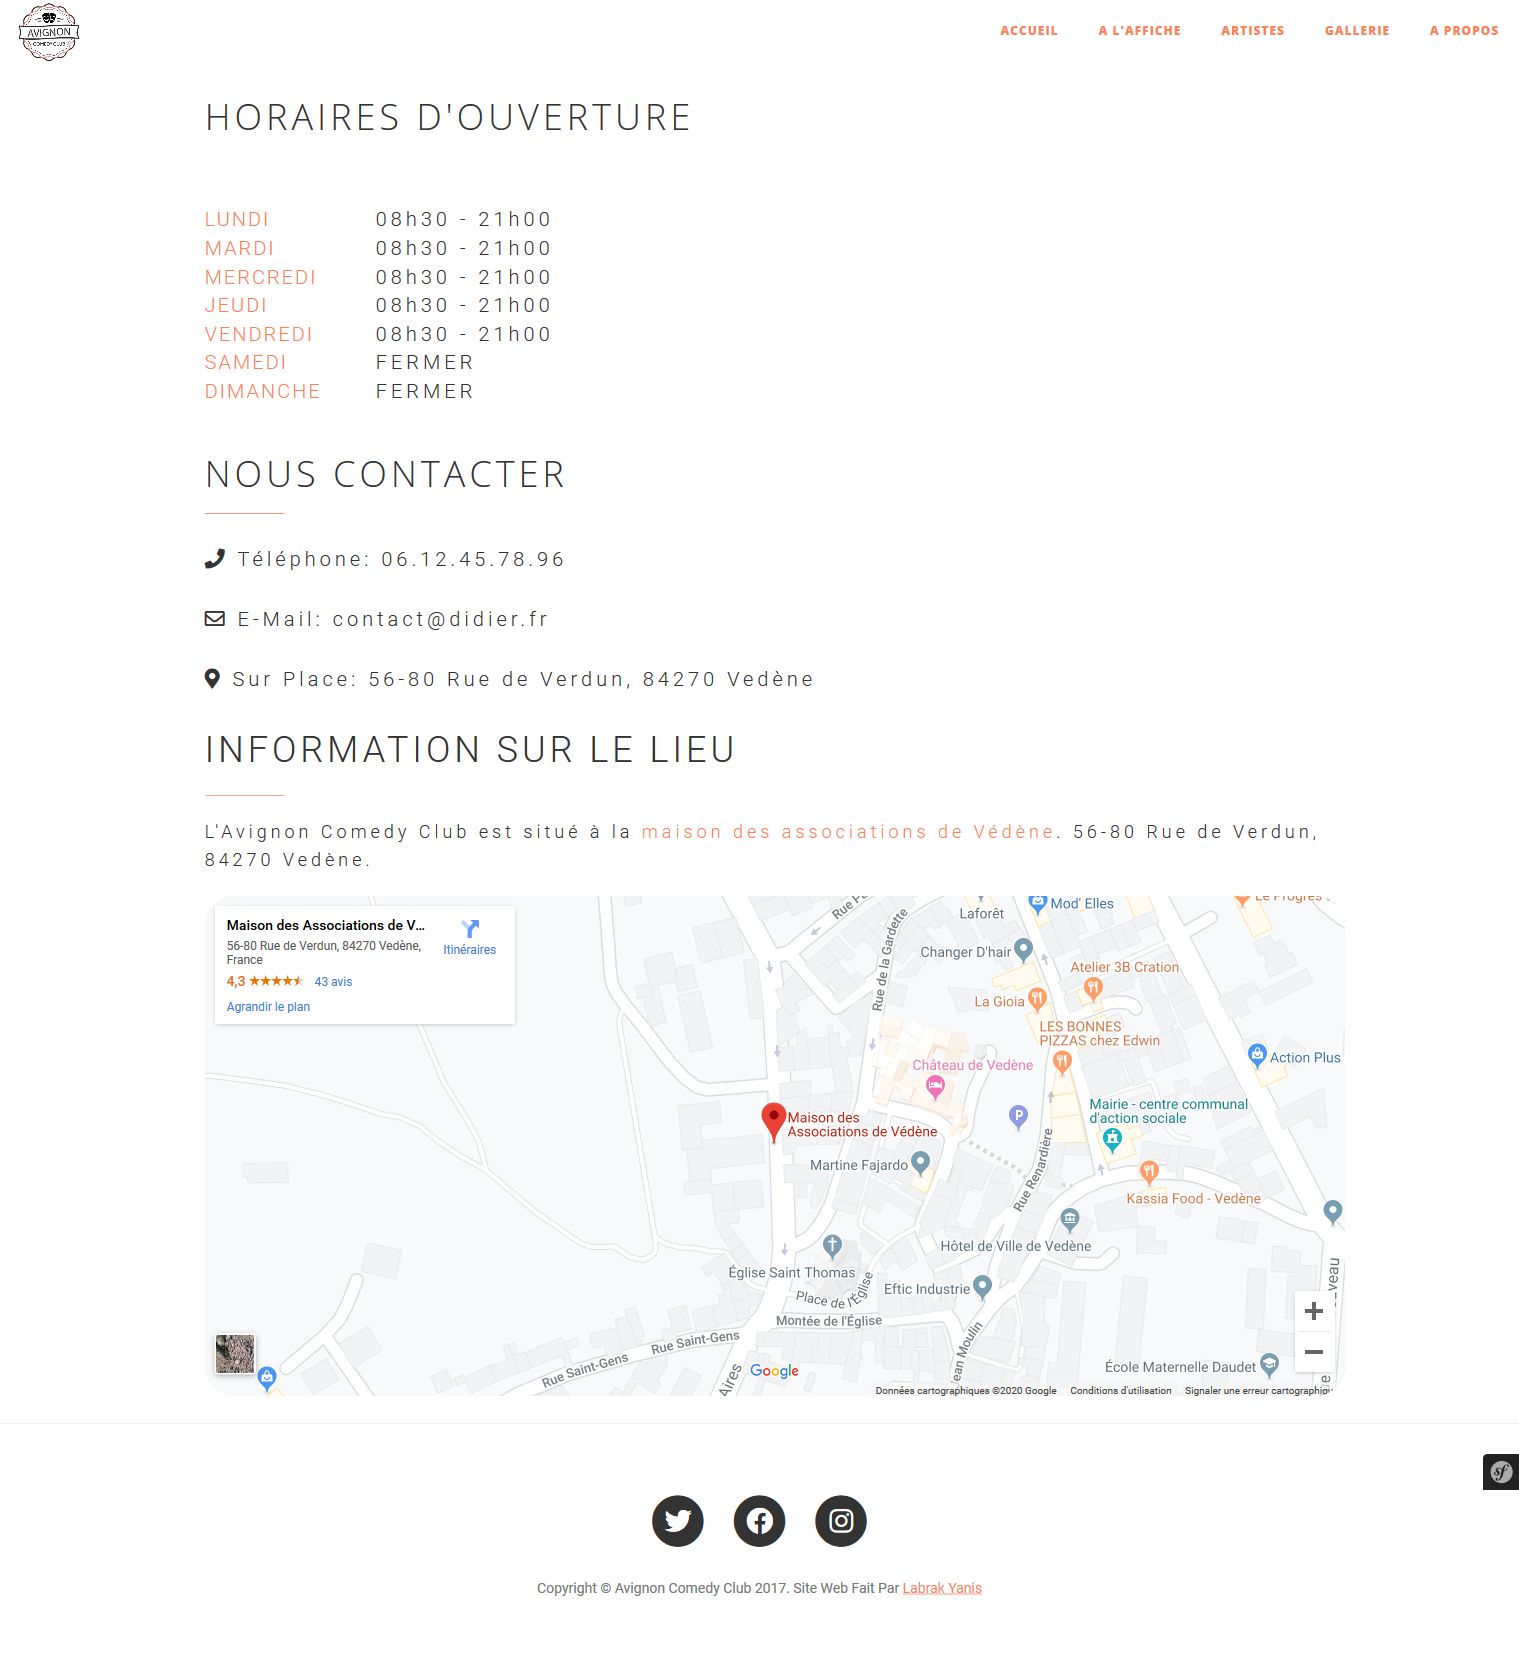 AVIGNON
COMEDY CLUB
ACCUEIL
A L'AFFICHE
ARTISTES
GALLERIE
A PROPOS
HORAIRES D'OUVERTURE
LUNDI 08h30 - 21h00
MARDI 08h30 - 21h00
MERCREDI 08h30 - 21h00
JEUDI 08h30 - 21h00
VENDREDI 08h30 - 21h00
SAMEDI FERMER
DIMANCHE FERMER
NOUS CONTACTER
Téléphone: 06.12.45.78.96
E-Mail: contact@didier.fr
Sur Place: 56-80 Rue de Verdun, 84270 Vedène
INFORMATION SUR LE LIEU
L'Avignon Comedy Club est situé à la maison des associations de Védène. 56-80 Rue de Verdun,
84270 Vedène.
Maison des Associations de V...
56-80 Rue de Verdun, 84270 Vedène,
France
Itinéraires
4,3 ★★★★★ 43 avis
Agrandir le plan
Rue de la Gardette
Laforêt
Mod' Elles
Le Progres
Changer D'hair
Atelier 3B Cration
La Gioia
LES BONNES
PIZZAS chez Edwin
Action Plus
Château de Vedène
P
Mairie - centre communal
d'action sociale
Maison des
Associations de Védène
Martine Fajardo
Rue Renardière
Kassia Food - Vedène
Hôtel de Ville de Vedène
Église Saint Thomas
Eftic Industrie
Place de l'Église
Montée de l'Église
Rue Saint-Gens
Rue Saint-Gens
Aires
ean Moulin
École Maternelle Daudet
Google
Données cartographiques ©2020 Google
Conditions d'utilisation
Signaler une erreur cartographiqu
sf
Copyright © Avignon Comedy Club 2017. Site Web Fait Par Labrak Yanis